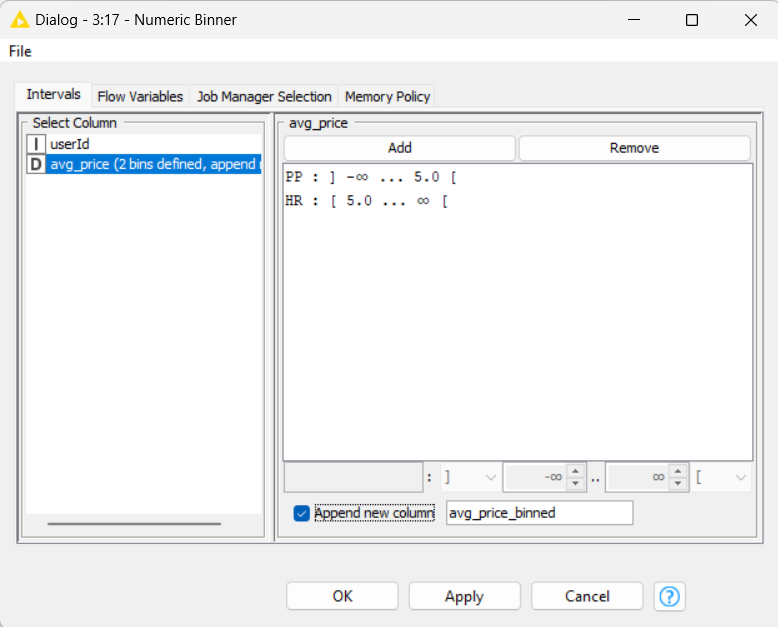 Dialog - 3:17 - Numeric Binner
File
Intervals Flow Variables Job Manager Selection Memory Policy
Select Column
I userId
D avg_price (2 bins defined, append
avg_price
Add Remove
PP : ] -∞ ... 5.0 [
HR : [ 5.0 ... ∞ [
: ] -∞ .. ∞ [
Append new column avg_price_binned
OK Apply Cancel ?